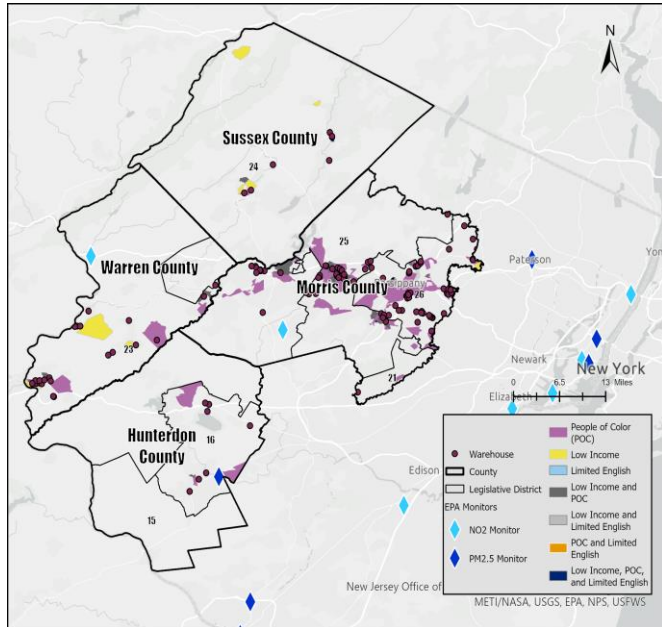 N
Sussex County
24
25
Warren County
Paterson
Morris County
26
23
Newark
New York
0 6.5 13 Miles
Elizabeth
21
Hunterdon
County
16
Edison
15
New Jersey Office of
Warehouse
County
Legislative District
EPA Monitors
NO2 Monitor
PM2.5 Monitor
People of Color
(POC)
Low Income
Limited English
Low Income and
POC
Low Income and
Limited English
POC and Limited
English
Low Income, POC,
and Limited English
METI/NASA, USGS, EPA, NPS, USFWS